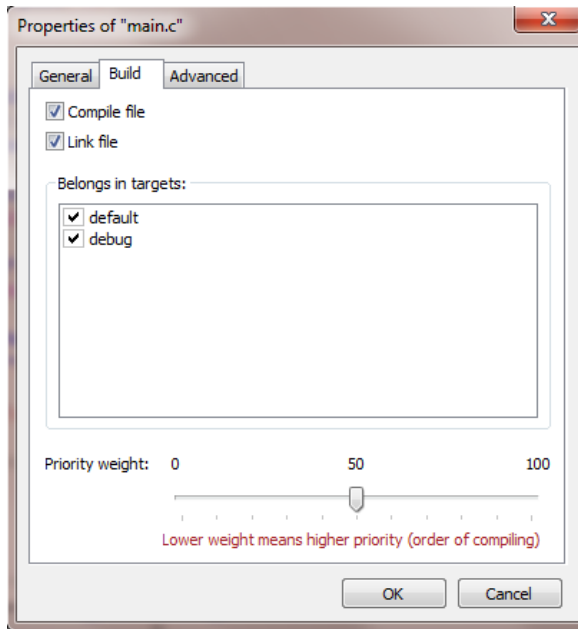 Properties of "main.c"
General Build Advanced
Compile file
Link file
Belongs in targets:
default
debug
Priority weight: 0 50 100
Lower weight means higher priority (order of compiling)
OK Cancel